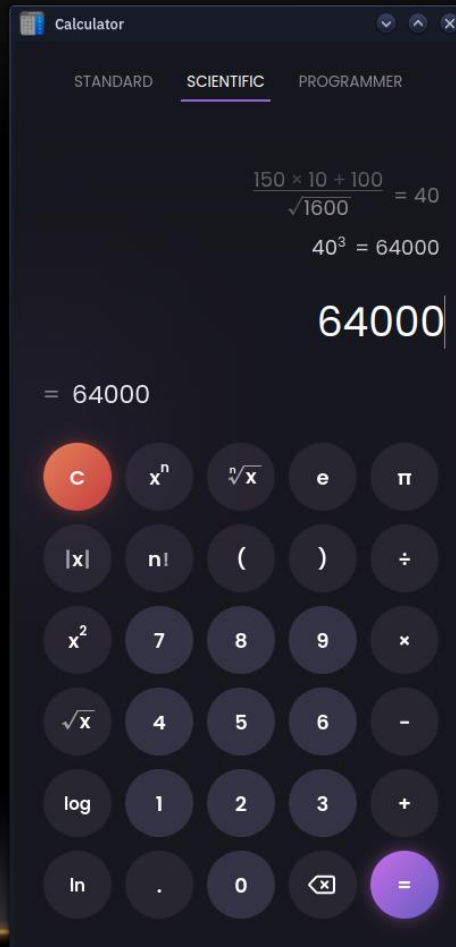 Calculator
STANDARD SCIENTIFIC PROGRAMMER
150 × 10 + 100
√1600 = 40
40³ = 64000
64000
= 64000
C xⁿ ⁿ√x e π
|x| n! ( ) ÷
x² 7 8 9 ×
√x 4 5 6 -
log 1 2 3 +
ln . 0 =